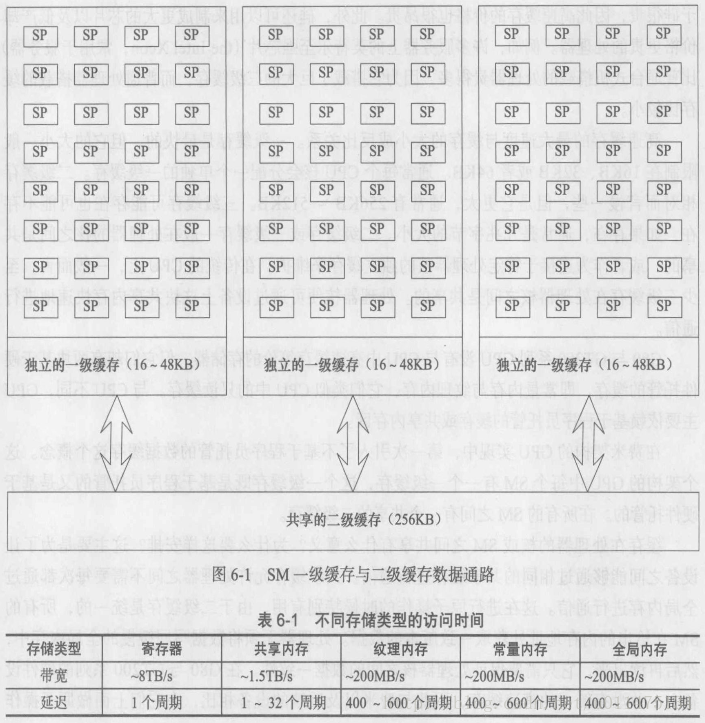 SP SP SP SP SP SP SP SP SP SP SP SP
SP SP SP SP SP SP SP SP SP SP SP SP
SP SP SP SP SP SP SP SP SP SP SP SP
SP SP SP SP SP SP SP SP SP SP SP SP
SP SP SP SP SP SP SP SP SP SP SP SP
SP SP SP SP SP SP SP SP SP SP SP SP
SP SP SP SP SP SP SP SP SP SP SP SP
SP SP SP SP SP SP SP SP SP SP SP SP
独立的一级缓存（16～48KB） 独立的一级缓存（16～48KB） 独立的一级缓存（16～48KB）
共享的二级缓存（256KB）
图 6-1 SM 一级缓存与二级缓存数据通路
表 6-1 不同存储类型的访问时间
存储类型 寄存器 共享内存 纹理内存 常量内存 全局内存
带宽 ~8TB/s ~1.5TB/s ~200MB/s ~200MB/s ~200MB/s
延迟 1 个周期 1 ~ 32 个周期 400 ~ 600 个周期 400 ~ 600 个周期 400 ~ 600 个周期